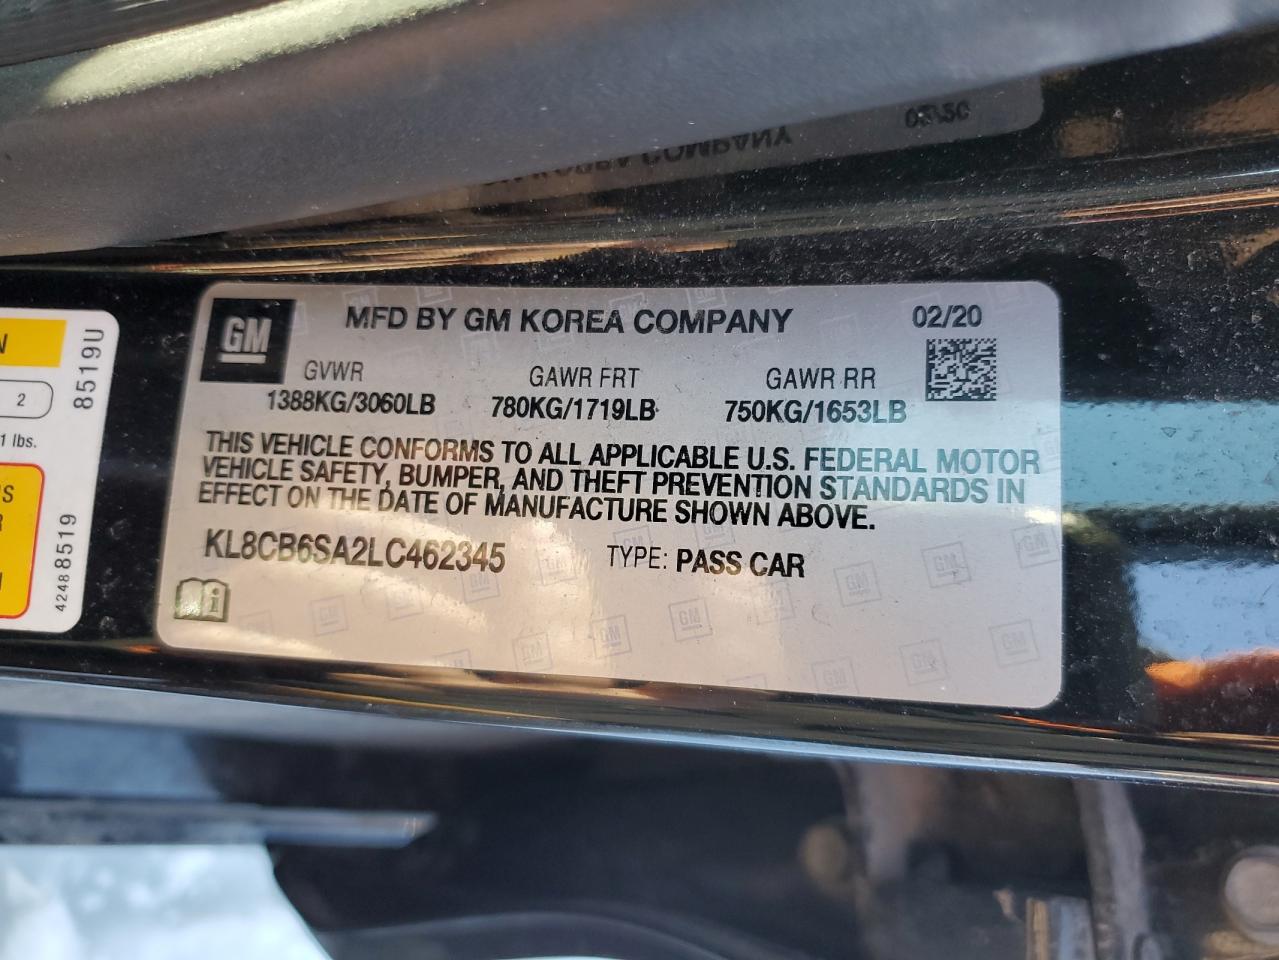 GM
MFD BY GM KOREA COMPANY 02/20
GVWR GAWR FRT GAWR RR
1388KG/3060LB 780KG/1719LB 750KG/1653LB
THIS VEHICLE CONFORMS TO ALL APPLICABLE U.S. FEDERAL MOTOR
VEHICLE SAFETY, BUMPER, AND THEFT PREVENTION STANDARDS IN
EFFECT ON THE DATE OF MANUFACTURE SHOWN ABOVE.
KL8CB6SA2LC462345 TYPE: PASS CAR
N
2
1 lbs.
S
R
N
8519U
42488519